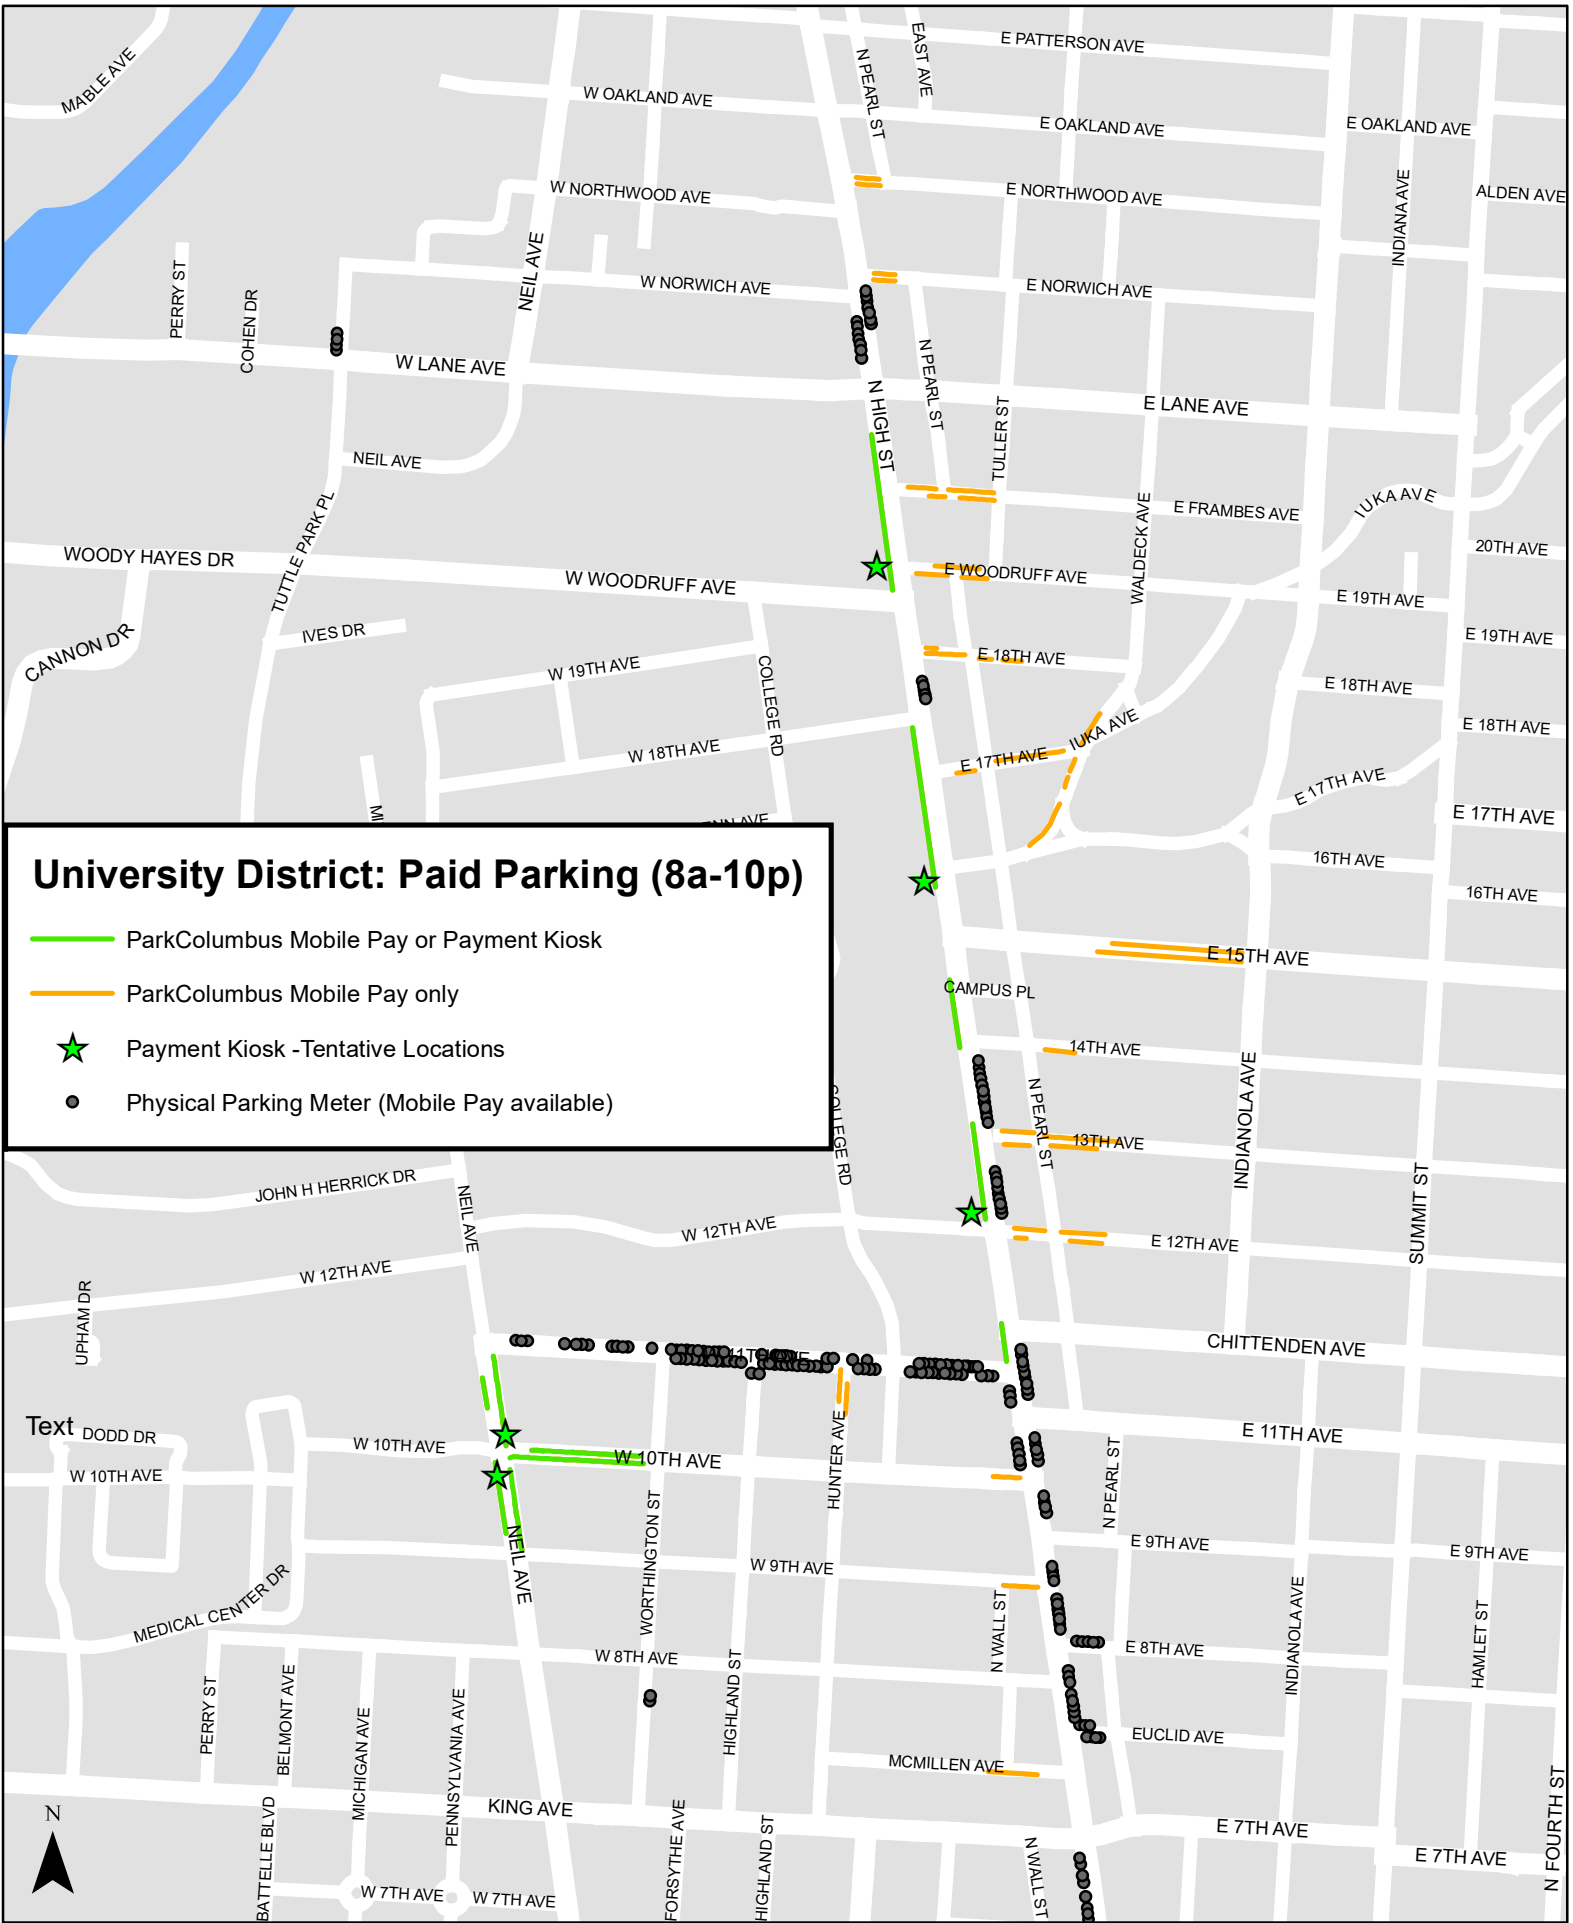 MABLE AVE
EAST AVE
N PEARL ST
E PATTERSON AVE
W OAKLAND AVE
E OAKLAND AVE
E OAKLAND AVE
W NORTHWOOD AVE
E NORTHWOOD AVE
INDIANA AVE
ALDEN AVE
PERRY ST
COHEN DR
NEIL AVE
W NORWICH AVE
E NORWICH AVE
W LANE AVE
N HIGH ST
N PEARL ST
TULLER ST
E LANE AVE
NEIL AVE
TUTTLE PARK PL
E FRAMBES AVE
IUKA AVE
WALDECK AVE
20TH AVE
WOODY HAYES DR
W WOODRUFF AVE
E WOODRUFF AVE
E 19TH AVE
CANNON DR
IVES DR
W 19TH AVE
COLLEGE RD
E 18TH AVE
E 19TH AVE
E 18TH AVE
W 18TH AVE
E 17TH AVE
IUKA AVE
E 18TH AVE
E 17TH AVE
E 17TH AVE
University District: Paid Parking (8a-10p)
ParkColumbus Mobile Pay or Payment Kiosk
ParkColumbus Mobile Pay only
Payment Kiosk -Tentative Locations
Physical Parking Meter (Mobile Pay available)
16TH AVE
16TH AVE
E 15TH AVE
CAMPUS PL
14TH AVE
N PEARL ST
13TH AVE
INDIANOLA AVE
SUMMIT ST
COLLEGE RD
JOHN H HERRICK DR
NEIL AVE
W 12TH AVE
W 12TH AVE
E 12TH AVE
UPHAM DR
CHITTENDEN AVE
W 11TH AVE
E 11TH AVE
Text
DODD DR
W 10TH AVE
W 10TH AVE
W 10TH AVE
HUNTER AVE
N PEARL ST
NEIL AVE
WORTHINGTON ST
W 9TH AVE
E 9TH AVE
E 9TH AVE
MEDICAL CENTER DR
W 8TH AVE
N WALL ST
E 8TH AVE
INDIANOLA AVE
HAMLET ST
PERRY ST
BELMONT AVE
MICHIGAN AVE
PENNSYLVANIA AVE
HIGHLAND ST
EUCLID AVE
MCMILLEN AVE
KING AVE
E 7TH AVE
E 7TH AVE
N FOURTH ST
N
BATTELLE BLVD
W 7TH AVE
W 7TH AVE
FORSYTHE AVE
HIGHLAND ST
N WALL ST